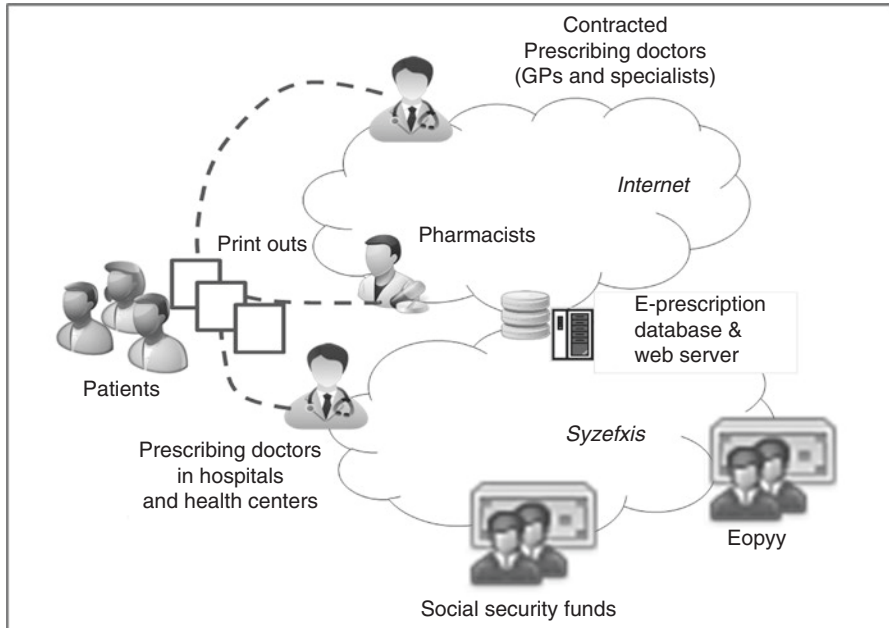 Contracted
Prescribing doctors
(GPs and specialists)
Internet
Print outs
Pharmacists
E-prescription
database &
web server
Patients
Prescribing doctors
in hospitals
and health centers
Syzefxis
Eopyy
Social security funds